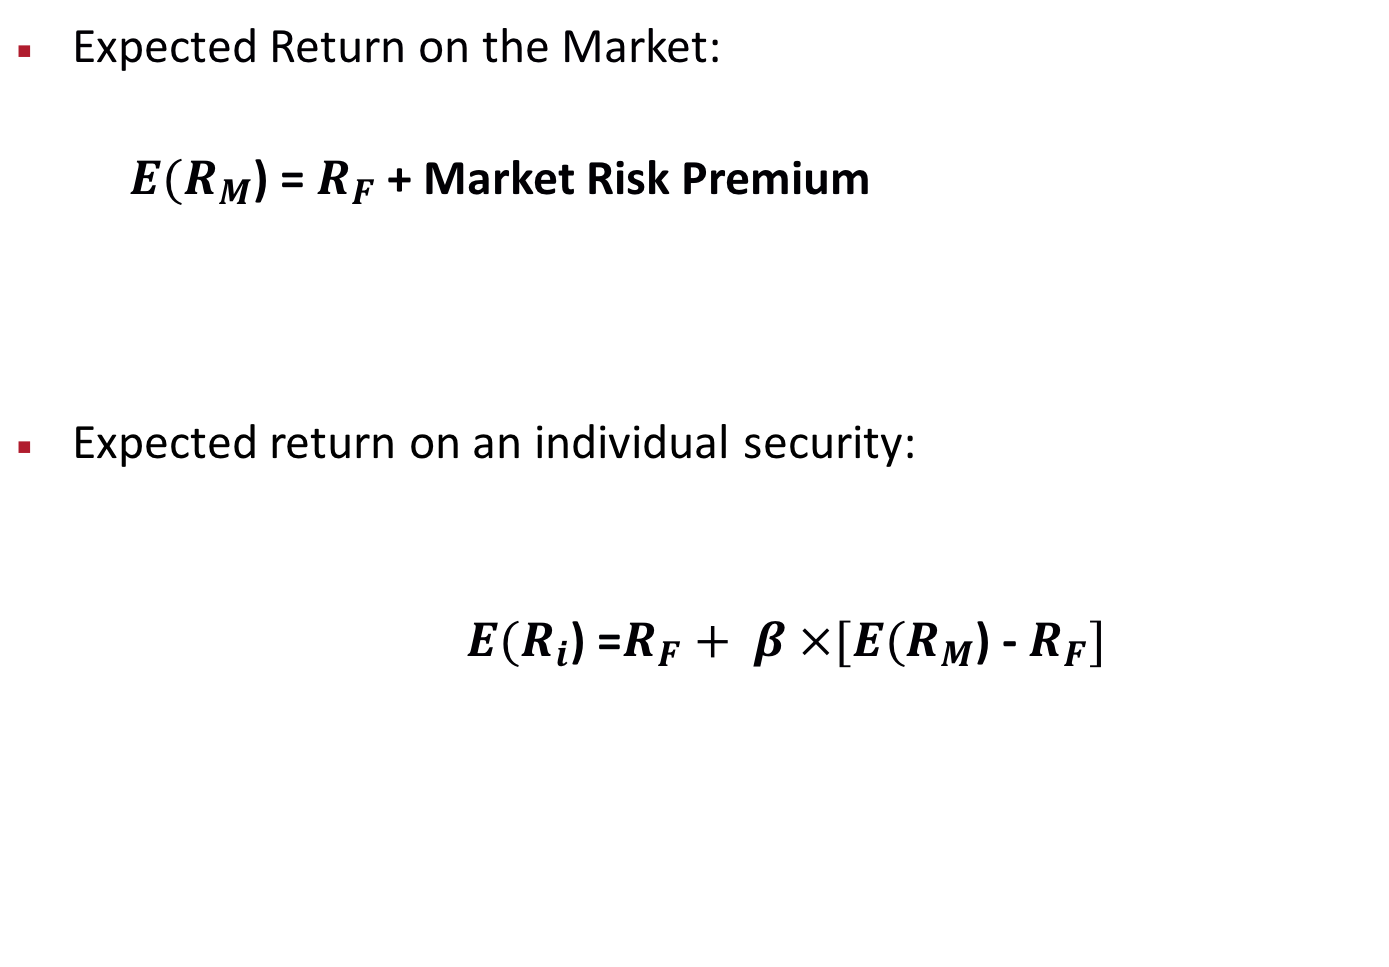 ▪ Expected Return on the Market:
E(R_M) = R_F + Market Risk Premium
▪ Expected return on an individual security:
E(R_i) =R_F + β ×[E(R_M) - R_F]